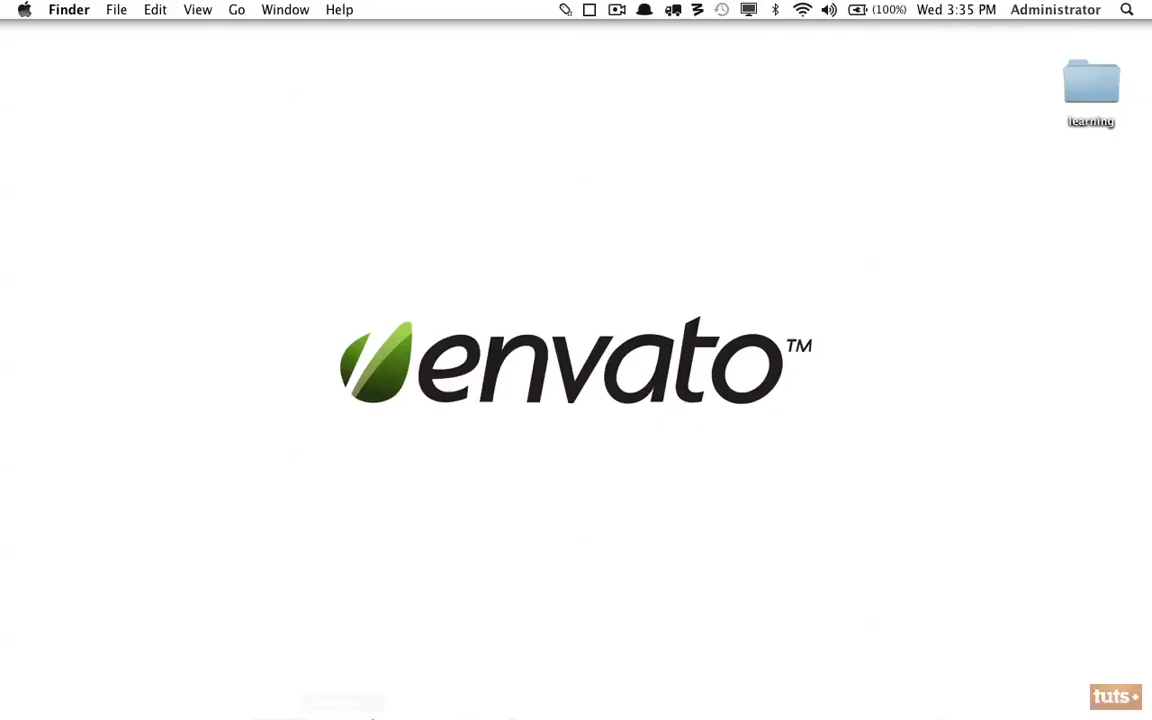 Finder File Edit View Go Window Help (100%) Wed 3:35 PM Administrator
learning
envato™
tuts+